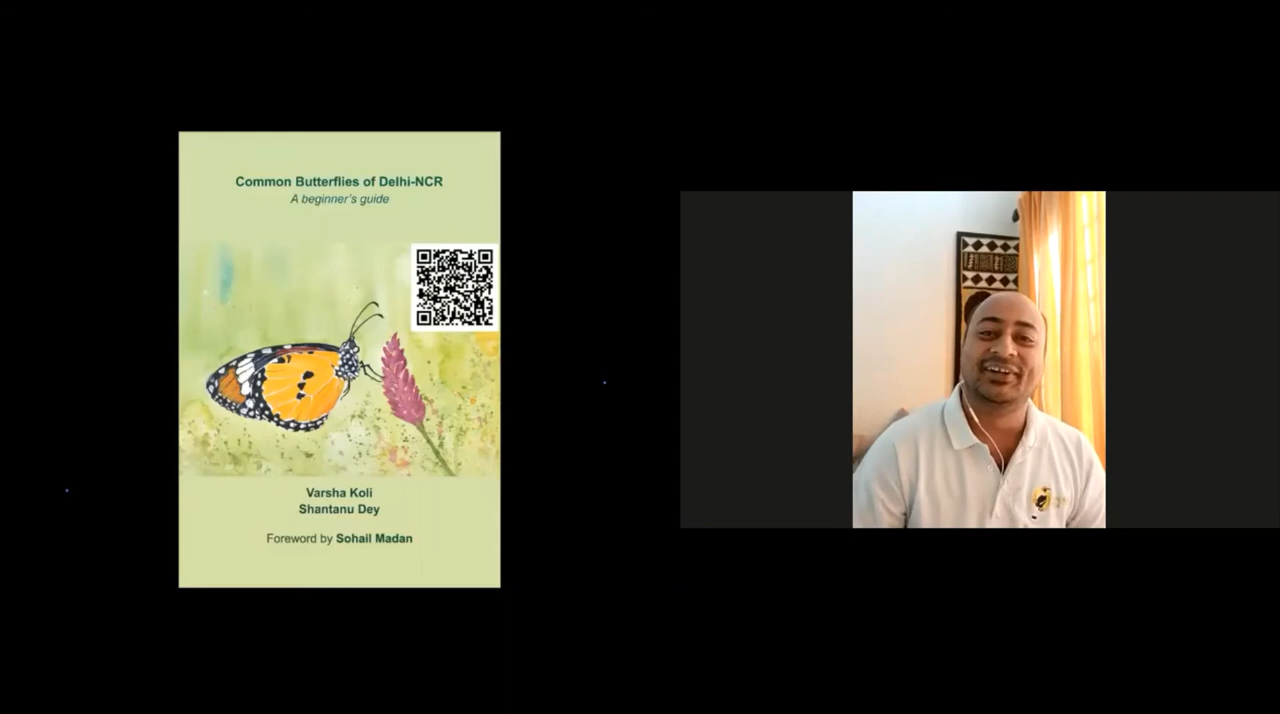 Common Butterflies of Delhi-NCR
A beginner's guide
Varsha Koli
Shantanu Dey
Foreword by Sohail Madan